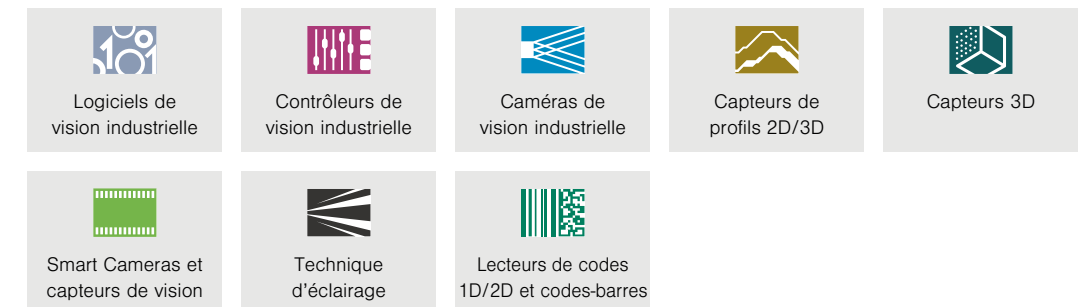 Logiciels de
vision industrielle
Contrôleurs de
vision industrielle
Caméras de
vision industrielle
Capteurs de
profils 2D/3D
Capteurs 3D
Smart Cameras et
capteurs de vision
Technique
d'éclairage
Lecteurs de codes
1D/2D et codes-barres